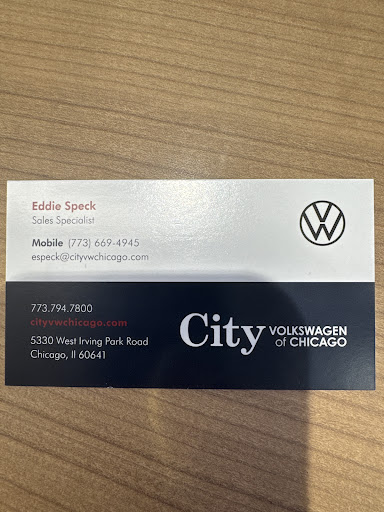 Eddie Speck
Sales Specialist
Mobile (773) 669-4945
especk@cityvwchicago.com
773.794.7800
cityvwchicago.com
5330 West Irving Park Road
Chicago, Il 60641
City VOLKSWAGEN
of CHICAGO